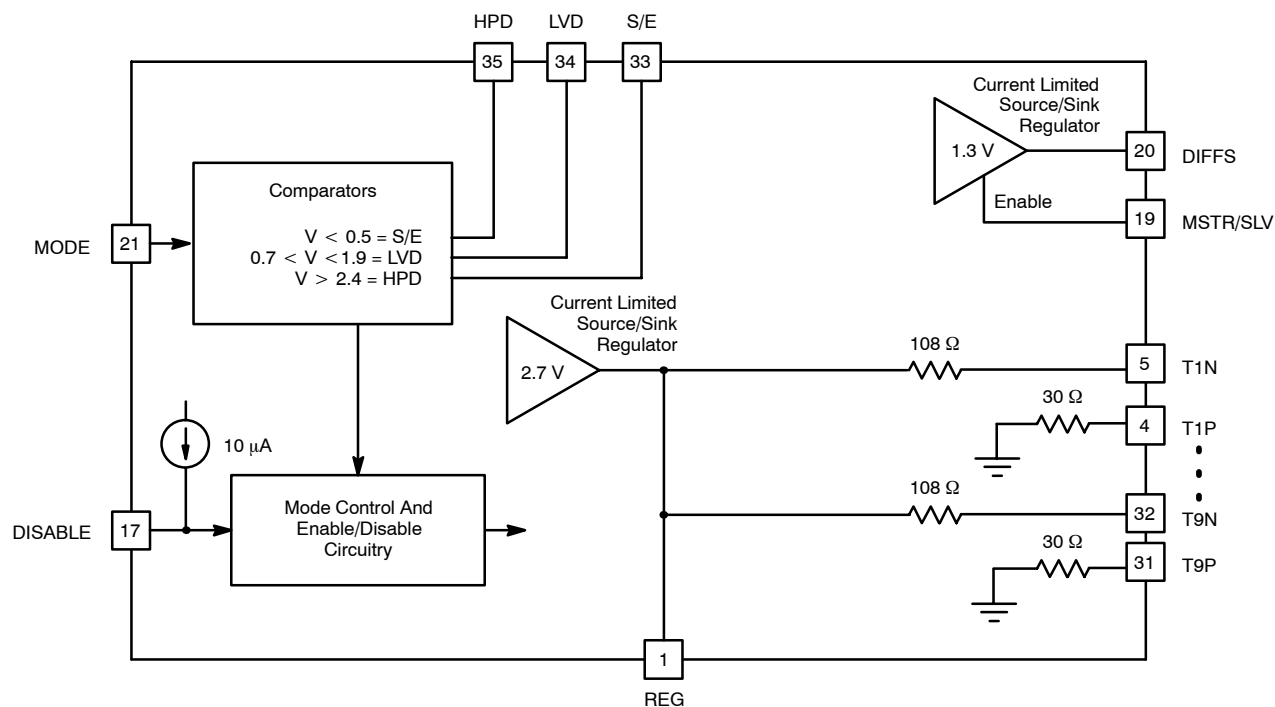 HPD
LVD
S/E
35
34
33
Current Limited
Source/Sink
Regulator
1.3 V
20
DIFFS
Enable
19
MSTR/SLV
Comparators
V < 0.5 = S/E
0.7 < V <1.9 = LVD
V > 2.4 = HPD
MODE
21
Current Limited
Source/Sink
Regulator
2.7 V
108 Ω
5
T1N
30 Ω
4
T1P
10 μA
108 Ω
32
T9N
DISABLE
17
Mode Control And
Enable/Disable
Circuitry
30 Ω
31
T9P
1
REG